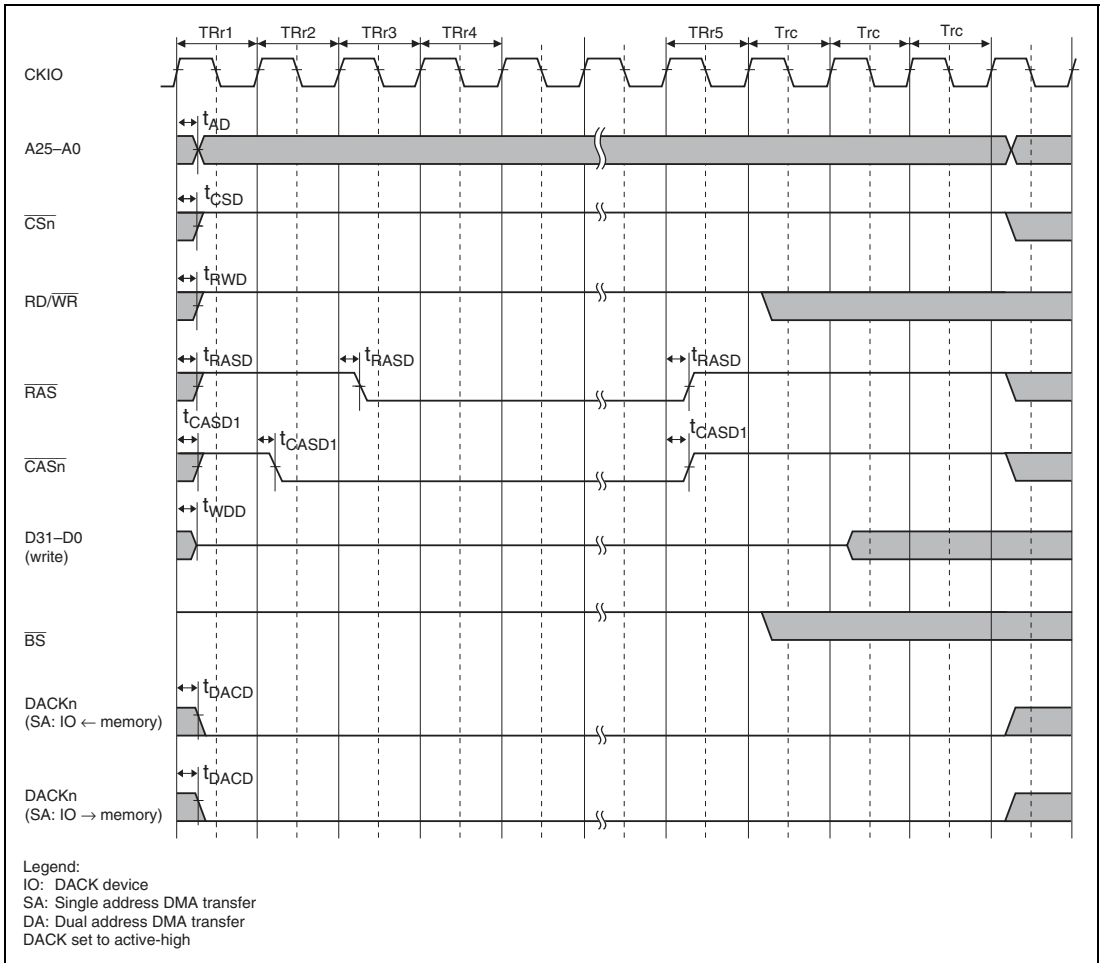 TRr1 TRr2 TRr3 TRr4 TRr5 Trc Trc Trc
CKIO
tAD
A25–A0
tCSD
CSn
tRWD
RD/WR
tRASD tRASD tRASD
RAS
tCASD1 tCASD1 tCASD1
CASn
tWDD
D31–D0
(write)
BS
tDACD
DACKn
(SA: IO ← memory)
tDACD
DACKn
(SA: IO → memory)
Legend:
IO: DACK device
SA: Single address DMA transfer
DA: Dual address DMA transfer
DACK set to active-high